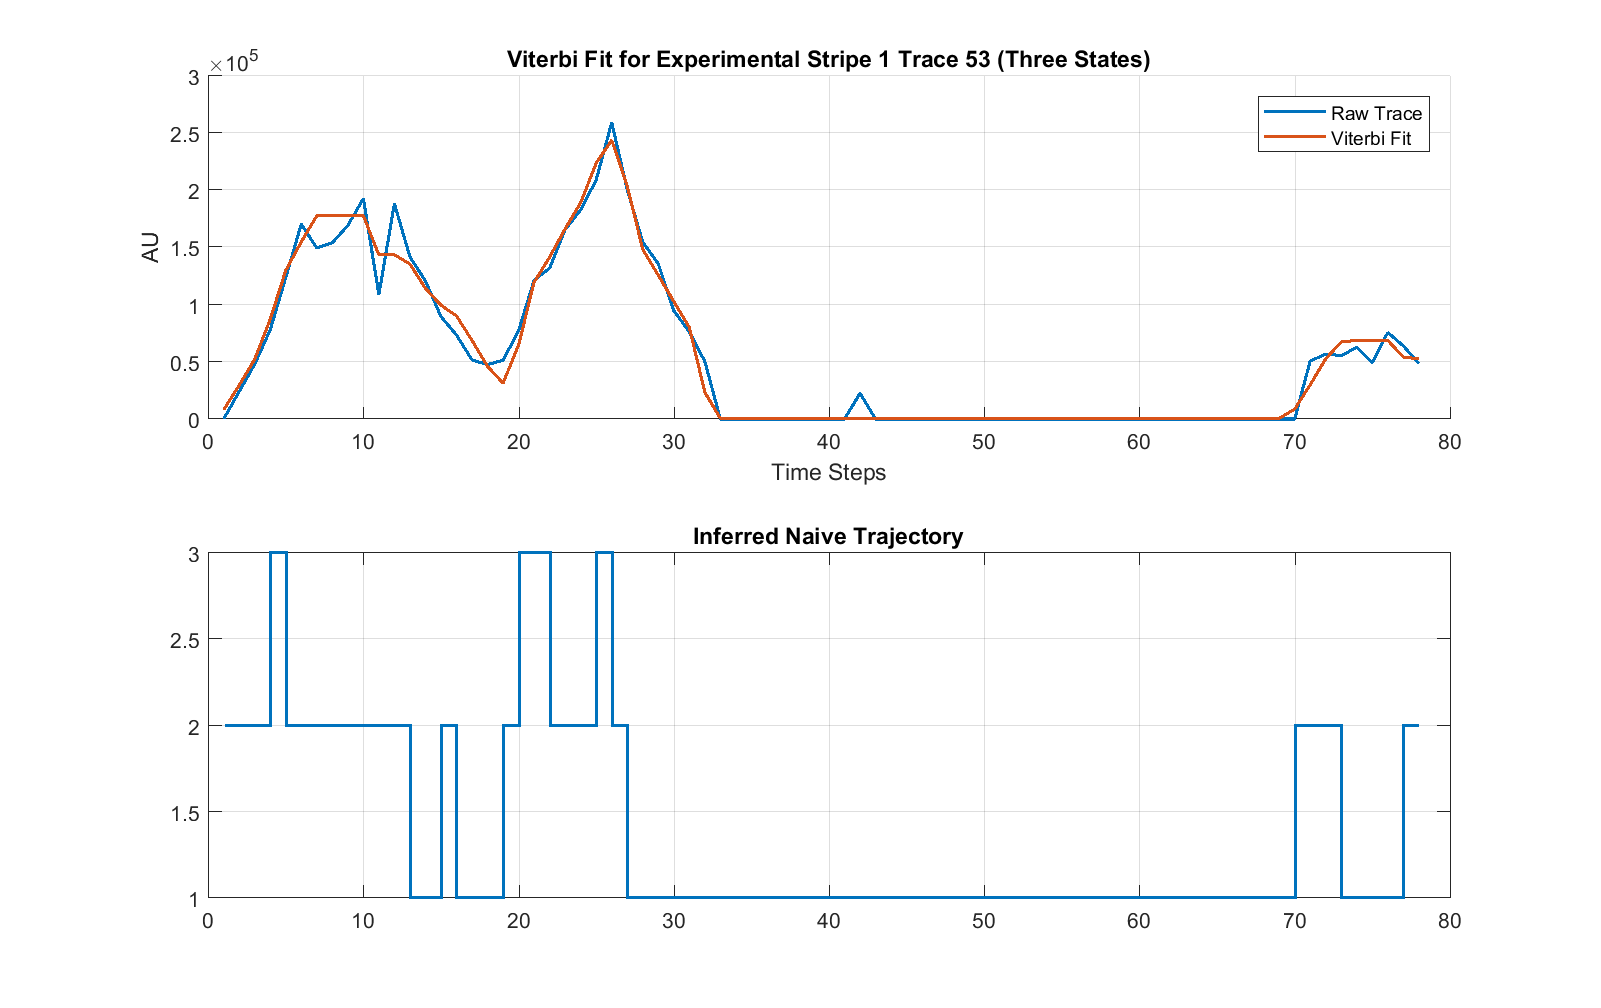 Viterbi Fit for Experimental Stripe 1 Trace 53 (Three States)
×10^5
3
2.5
2
1.5
1
0.5
0
AU
Raw Trace
Viterbi Fit
0 10 20 30 40 50 60 70 80
Time Steps
Inferred Naive Trajectory
3
2.5
2
1.5
1
0 10 20 30 40 50 60 70 80